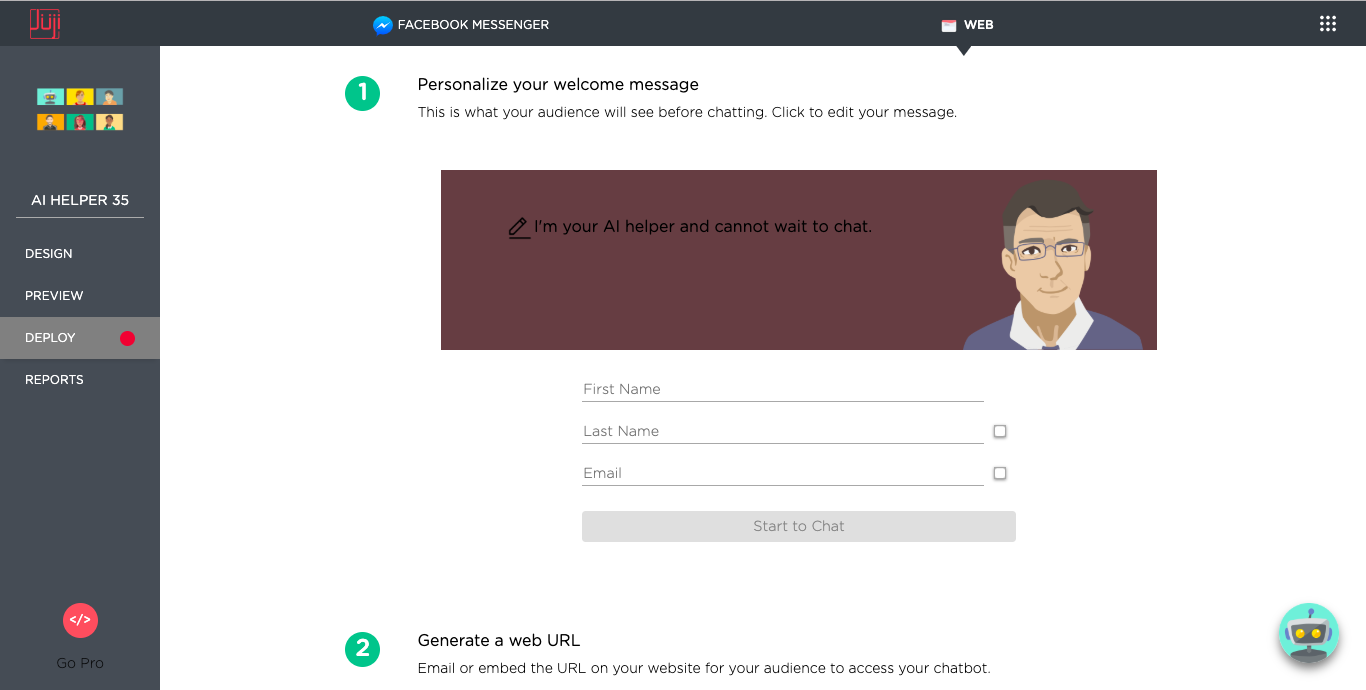 Juji
FACEBOOK MESSENGER
WEB
AI HELPER 35
DESIGN
PREVIEW
DEPLOY
REPORTS
</>
Go Pro
1
Personalize your welcome message
This is what your audience will see before chatting. Click to edit your message.
I'm your AI helper and cannot wait to chat.
First Name
Last Name
Email
Start to Chat
2
Generate a web URL
Email or embed the URL on your website for your audience to access your chatbot.